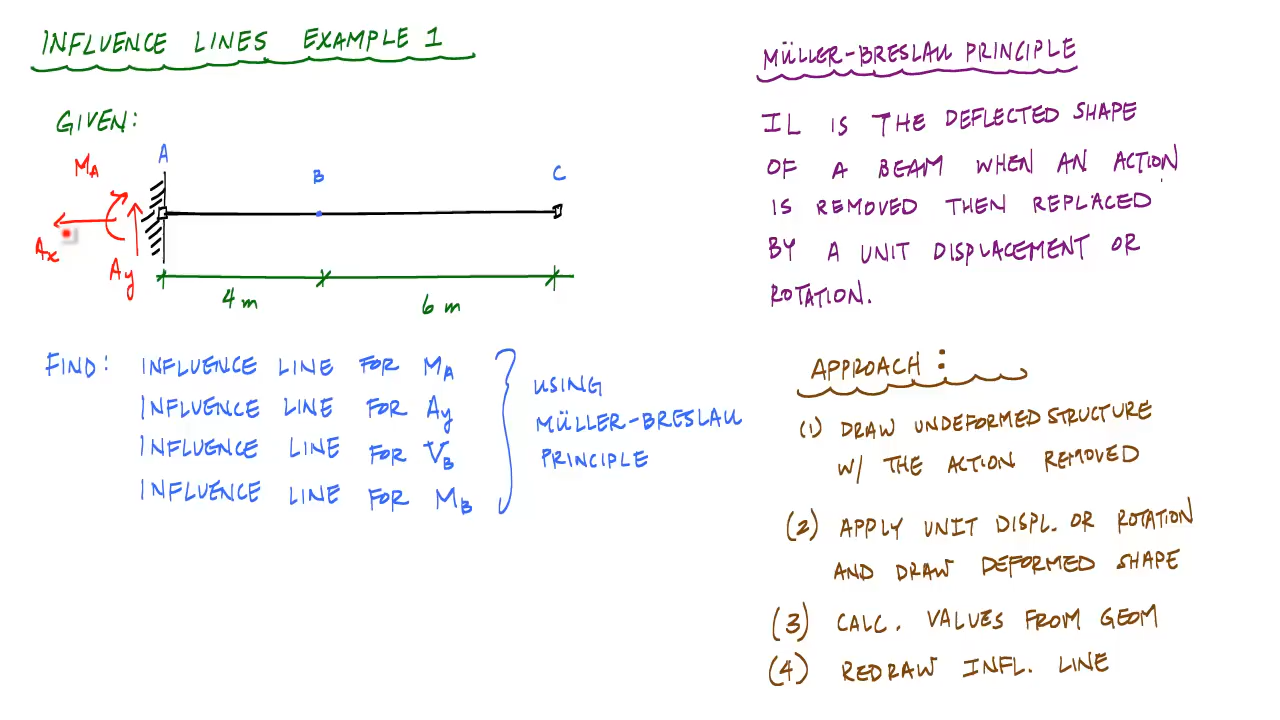 INFLUENCE LINES EXAMPLE 1
GIVEN:
MA
A
B
C
Ax
Ay
4 m
6 m
FIND: INFLUENCE LINE FOR MA
INFLUENCE LINE FOR Ay
INFLUENCE LINE FOR VB
INFLUENCE LINE FOR MB
USING
MÜLLER-BRESLAU
PRINCIPLE
MÜLLER-BRESLAU PRINCIPLE
IL IS THE DEFLECTED SHAPE
OF A BEAM WHEN AN ACTION
IS REMOVED THEN REPLACED
BY A UNIT DISPLACEMENT OR
ROTATION.
APPROACH:
(1) DRAW UNDEFORMED STRUCTURE
W/ THE ACTION REMOVED
(2) APPLY UNIT DISPL. OR ROTATION
AND DRAW DEFORMED SHAPE
(3) CALC. VALUES FROM GEOM
(4) REDRAW INFL. LINE